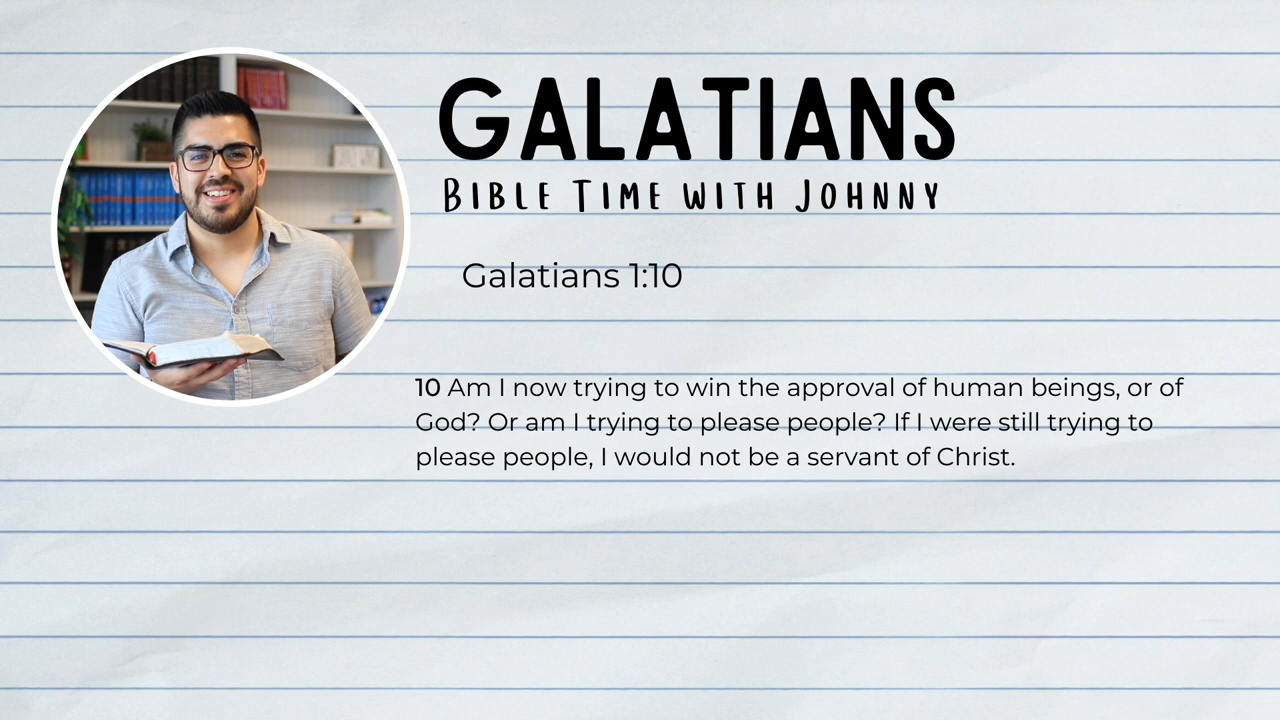 GALATIANS
BIBLE TIME WITH JOHNNY
Galatians 1:10
10 Am I now trying to win the approval of human beings, or of
God? Or am I trying to please people? If I were still trying to
please people, I would not be a servant of Christ.